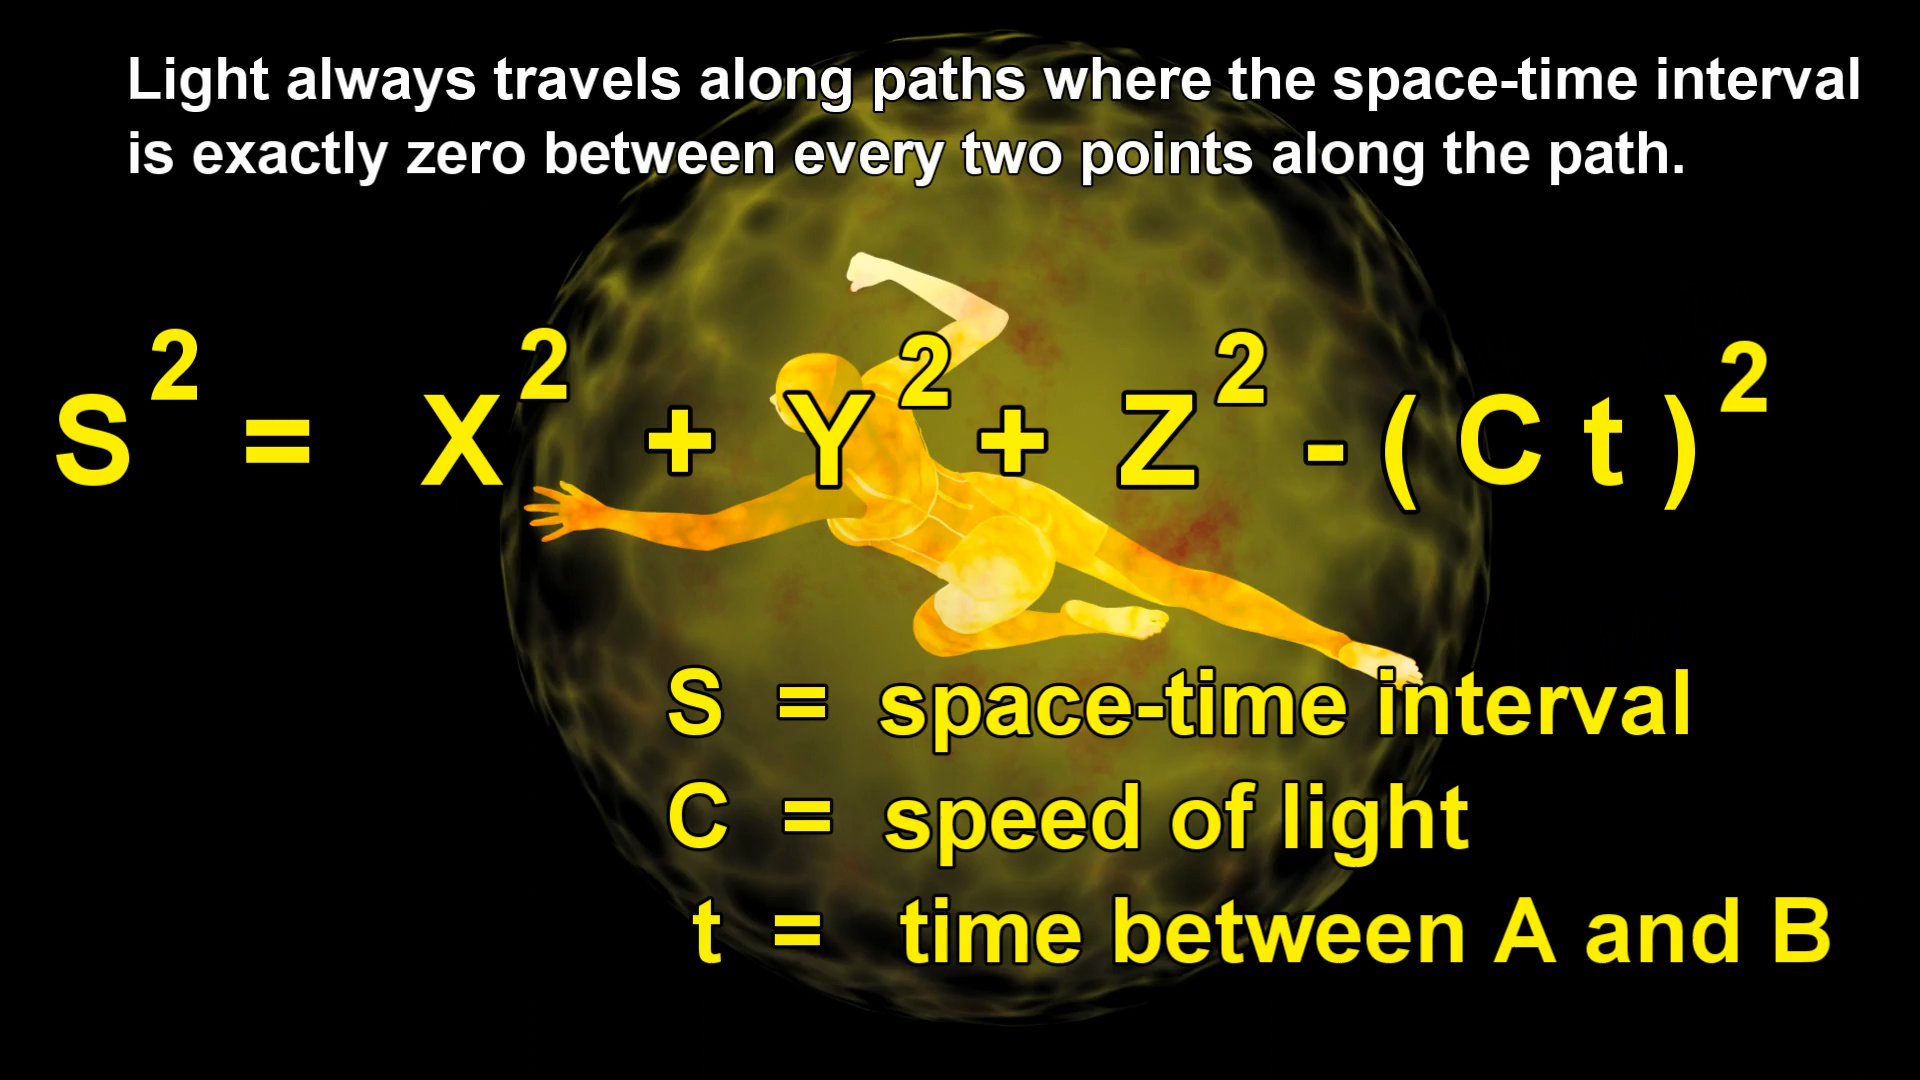 Light always travels along paths where the space-time interval
is exactly zero between every two points along the path.
S² = X² + Y² + Z² - ( C t )²
S = space-time interval
C = speed of light
t = time between A and B